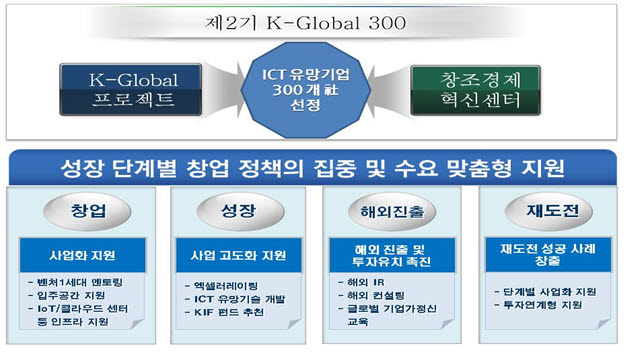 제2기 K-Global 300
K-Global
프로젝트
ICT 유망기업
300개 社
선정
창조경제
혁신센터
성장 단계별 창업 정책의 집중 및 수요 맞춤형 지원
창업
사업화 지원
- 벤처1세대 멘토링
- 입주공간 지원
- IoT/클라우드 센터
등 인프라 지원
성장
사업 고도화 지원
- 엑셀러레이링
- ICT 유망기술 개발
- KIF 펀드 추천
해외진출
해외 진출 및
투자유치 촉진
- 해외 IR
- 해외 컨설링
- 글로벌 기업가정신
교육
재도전
재도전 성공 사례
창출
- 단계별 사업화 지원
- 투자연계형 지원